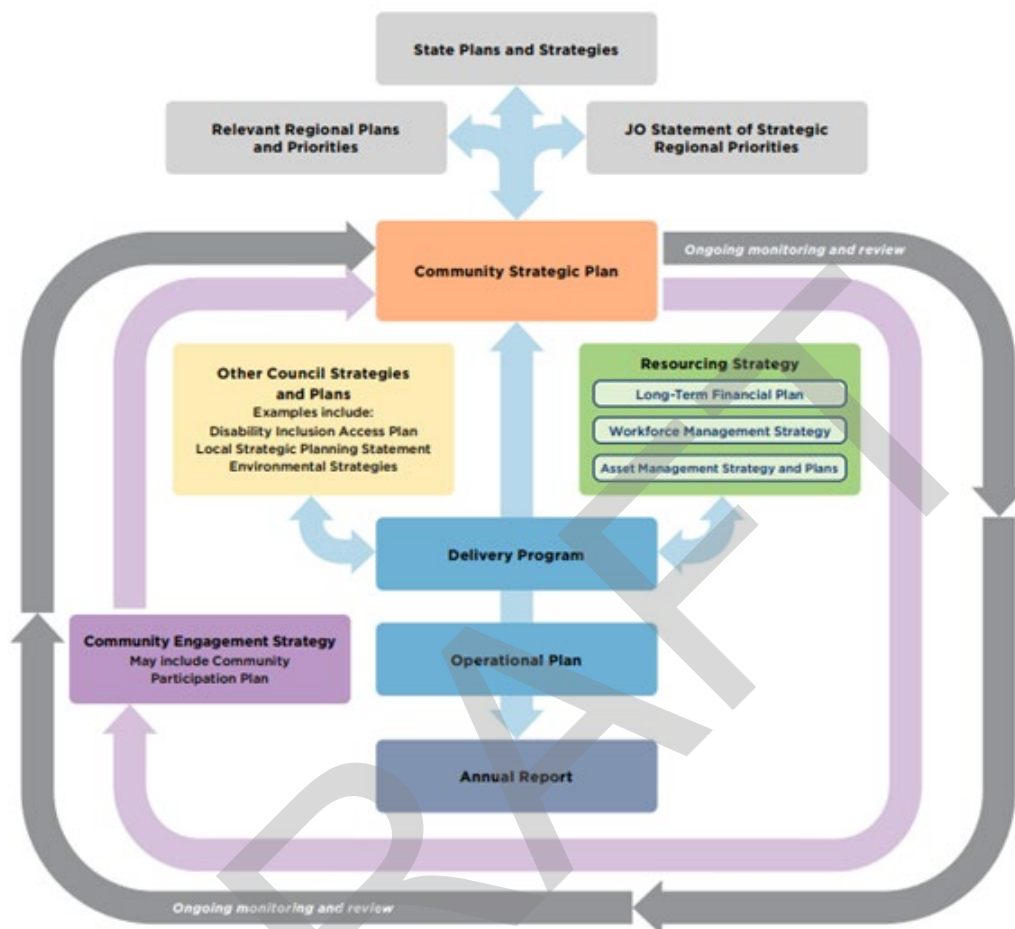 State Plans and Strategies
Relevant Regional Plans
and Priorities
JO Statement of Strategic
Regional Priorities
Community Strategic Plan
Ongoing monitoring and review
Other Council Strategies
and Plans
Examples include:
Disability Inclusion Access Plan
Local Strategic Planning Statement
Environmental Strategies
Resourcing Strategy
Long-Term Financial Plan
Workforce Management Strategy
Asset Management Strategy and Plans
Delivery Program
Community Engagement Strategy
May include Community
Participation Plan
Operational Plan
Annual Report
Ongoing monitoring and review
DRAFT